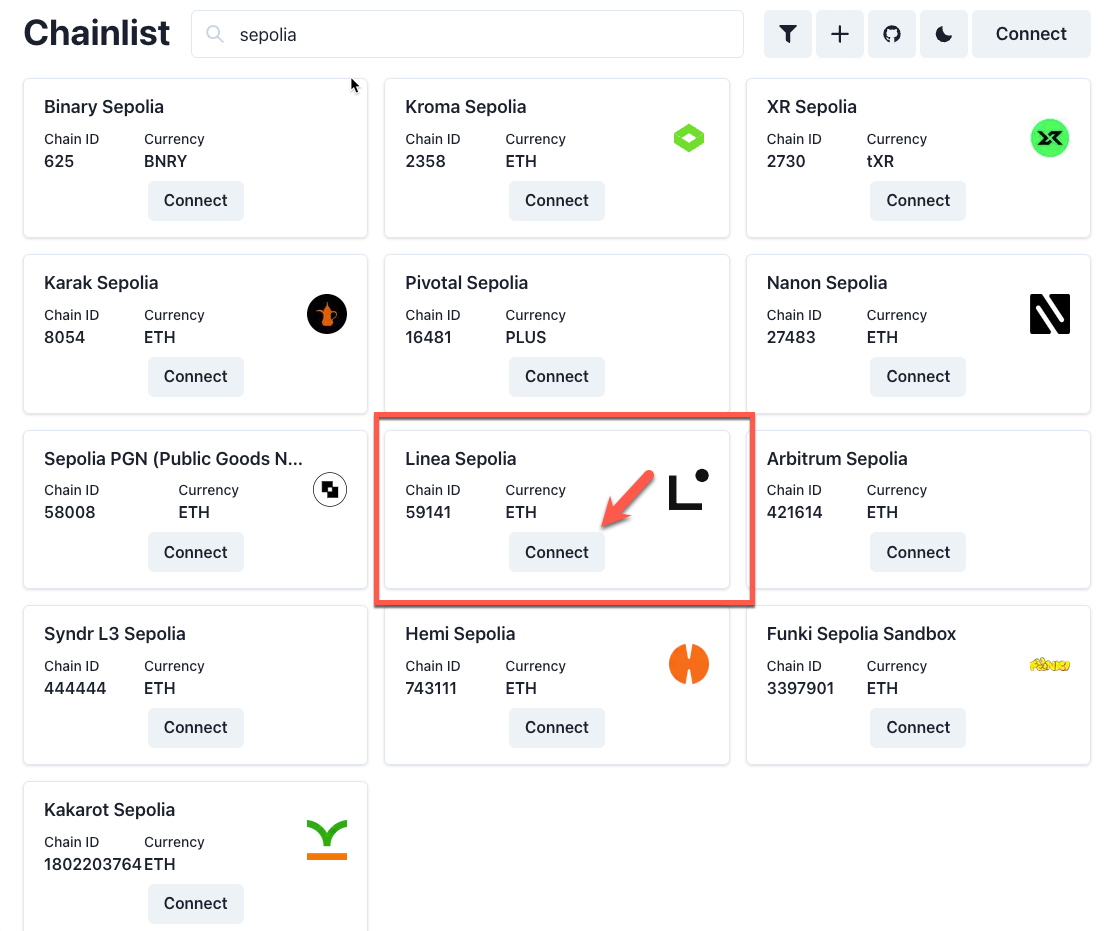 Chainlist
sepolia
Connect
Binary Sepolia
Chain ID
Currency
625
BNRY
Connect
Kroma Sepolia
Chain ID
Currency
2358
ETH
Connect
XR Sepolia
Chain ID
Currency
2730
tXR
Connect
Karak Sepolia
Chain ID
Currency
8054
ETH
Connect
Pivotal Sepolia
Chain ID
Currency
16481
PLUS
Connect
Nanon Sepolia
Chain ID
Currency
27483
ETH
Connect
Sepolia PGN (Public Goods N...
Chain ID
Currency
58008
ETH
Connect
Linea Sepolia
Chain ID
Currency
59141
ETH
Connect
Arbitrum Sepolia
Chain ID
Currency
421614
ETH
Connect
Syndr L3 Sepolia
Chain ID
Currency
444444
ETH
Connect
Hemi Sepolia
Chain ID
Currency
743111
ETH
Connect
Funki Sepolia Sandbox
Chain ID
Currency
3397901
ETH
FUNKI
Connect
Kakarot Sepolia
Chain ID
Currency
1802203764
ETH
Connect